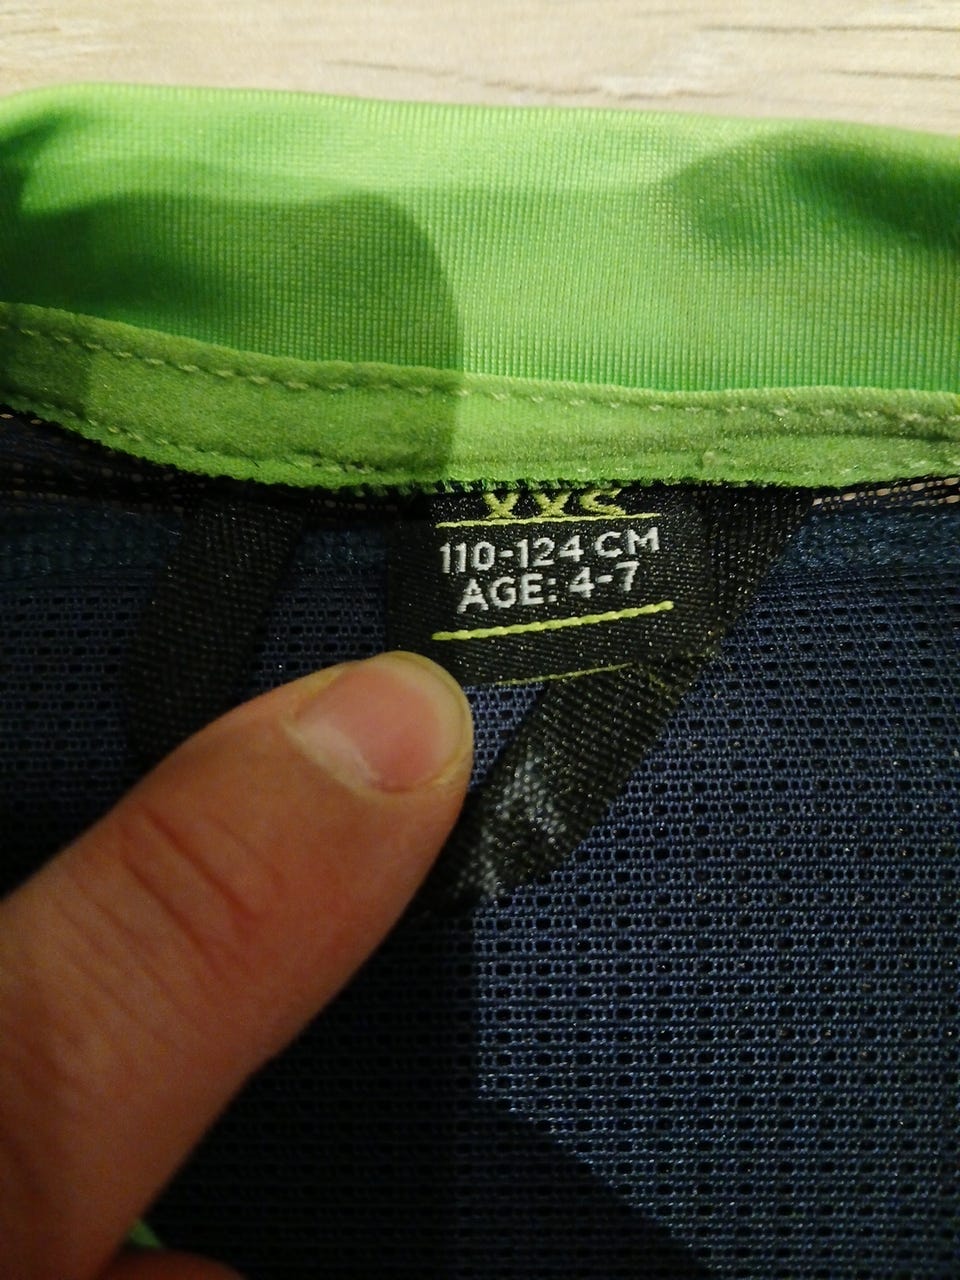 XXS
110-124 CM
AGE: 4-7